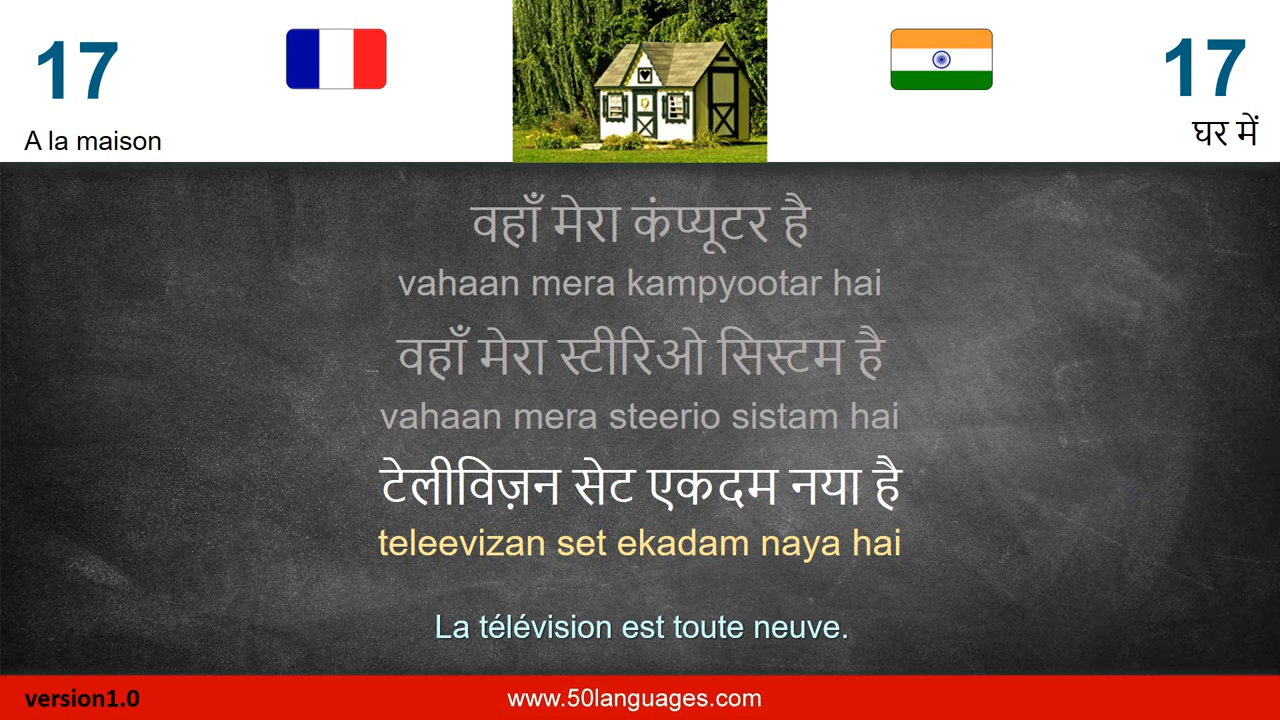 17
17
A la maison
घर में
वहाँ मेरा कंप्यूटर है
vahaan mera kampyootar hai
वहाँ मेरा स्टीरिओ सिस्टम है
vahaan mera steerio sistam hai
टेलीविज़न सेट एकदम नया है
teleevizan set ekadam naya hai
La télévision est toute neuve.
version1.0
www.50languages.com